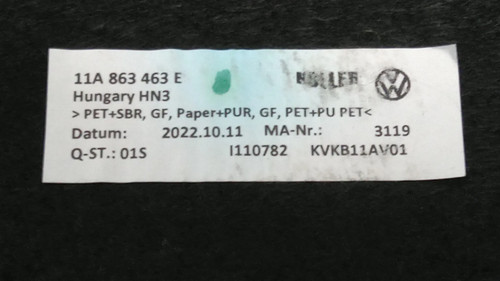 11A 863 463 E HÖLLER
Hungary HN3
> PET+SBR, GF, Paper+PUR, GF, PET+PU PET<
Datum: 2022.10.11 MA-Nr.: 3119
Q-ST.: 01S I110782 KVKB11AV01